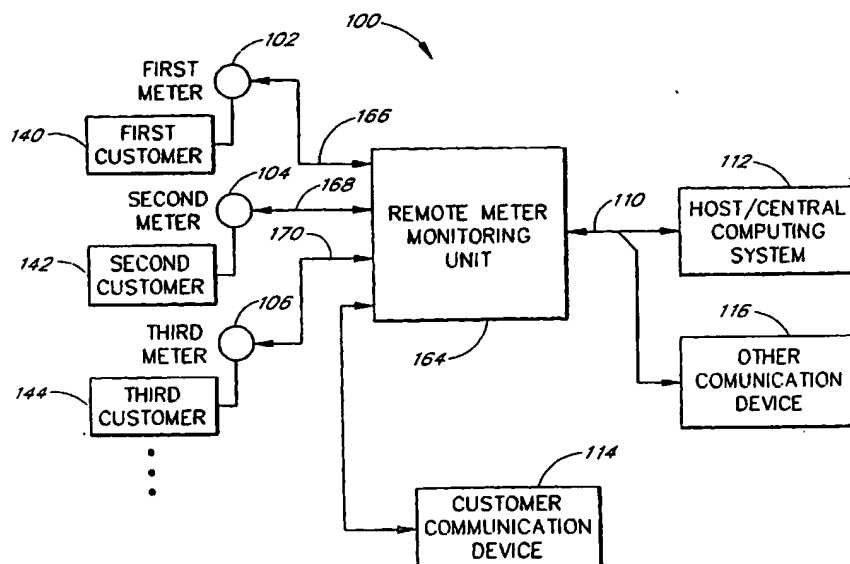 100
102
FIRST
METER
140
FIRST
CUSTOMER
166
104
168
SECOND
METER
142
SECOND
CUSTOMER
170
106
THIRD
METER
144
THIRD
CUSTOMER
REMOTE METER
MONITORING
UNIT
164
110
112
HOST/CENTRAL
COMPUTING
SYSTEM
116
OTHER
COMUNICATION
DEVICE
114
CUSTOMER
COMMUNICATION
DEVICE